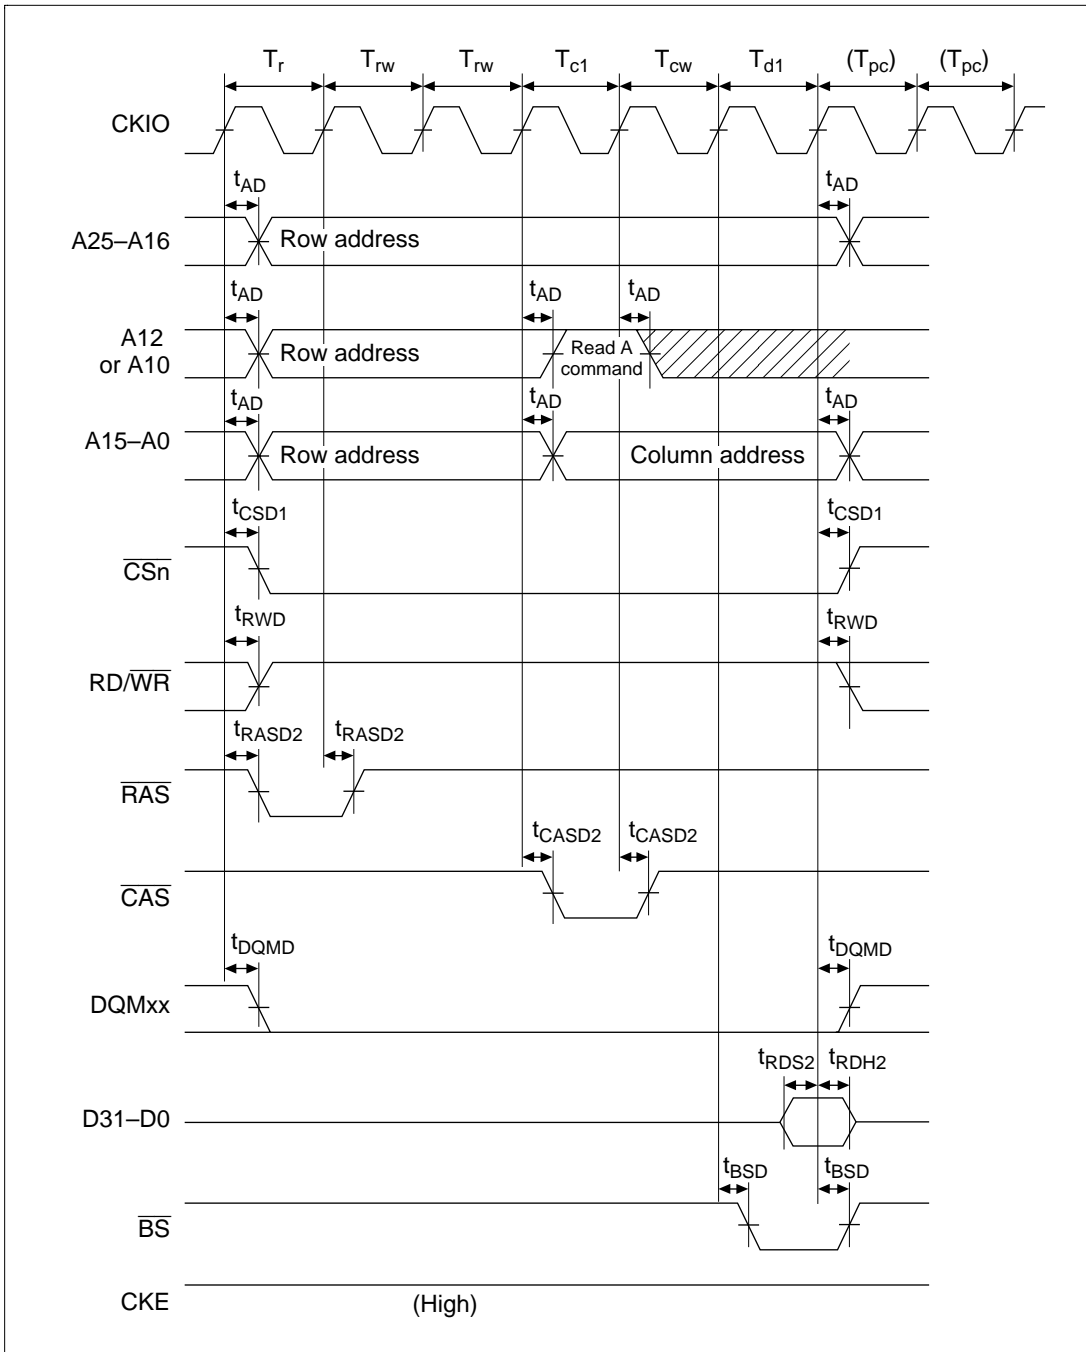 Tr Trw Trw Tc1 Tcw Td1 (Tpc) (Tpc)
CKIO
tAD tAD
A25–A16 Row address
tAD tAD tAD
A12 or A10 Row address Read A command
tAD tAD tAD
A15–A0 Row address Column address
tCSD1 tCSD1
CSn
tRWD tRWD
RD/WR
tRASD2 tRASD2
RAS
tCASD2 tCASD2
CAS
tDQMD tDQMD
DQMxx
tRDS2 tRDH2
D31–D0
tBSD tBSD
BS
CKE (High)